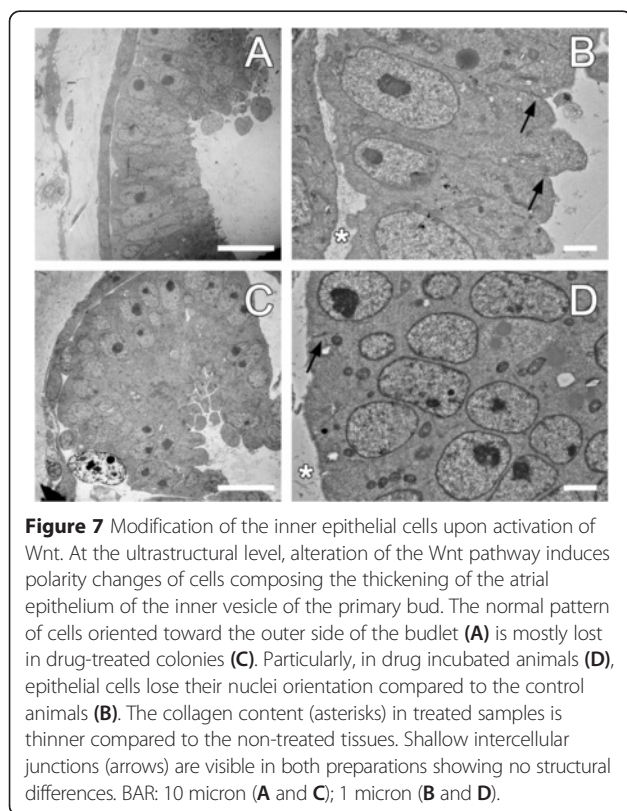 A
B
*
C
D
*
Figure 7 Modification of the inner epithelial cells upon activation of
Wnt. At the ultrastructural level, alteration of the Wnt pathway induces
polarity changes of cells composing the thickening of the atrial
epithelium of the inner vesicle of the primary bud. The normal pattern
of cells oriented toward the outer side of the budlet (A) is mostly lost
in drug-treated colonies (C). Particularly, in drug incubated animals (D),
epithelial cells lose their nuclei orientation compared to the control
animals (B). The collagen content (asterisks) in treated samples is
thinner compared to the non-treated tissues. Shallow intercellular
junctions (arrows) are visible in both preparations showing no structural
differences. BAR: 10 micron (A and C); 1 micron (B and D).